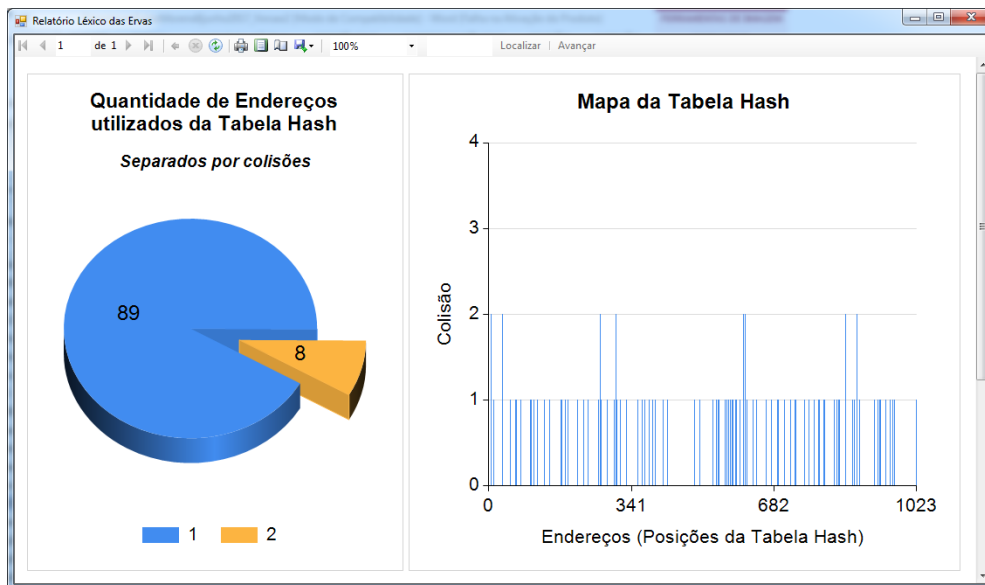 Relatório Léxico das Ervas
1 de 1 100% Localizar | Avançar
Quantidade de Endereços
utilizados da Tabela Hash
Separados por colisões
89
8
1 2
Mapa da Tabela Hash
4
3
2
1
0
Colisão
0 341 682 1023
Endereços (Posições da Tabela Hash)